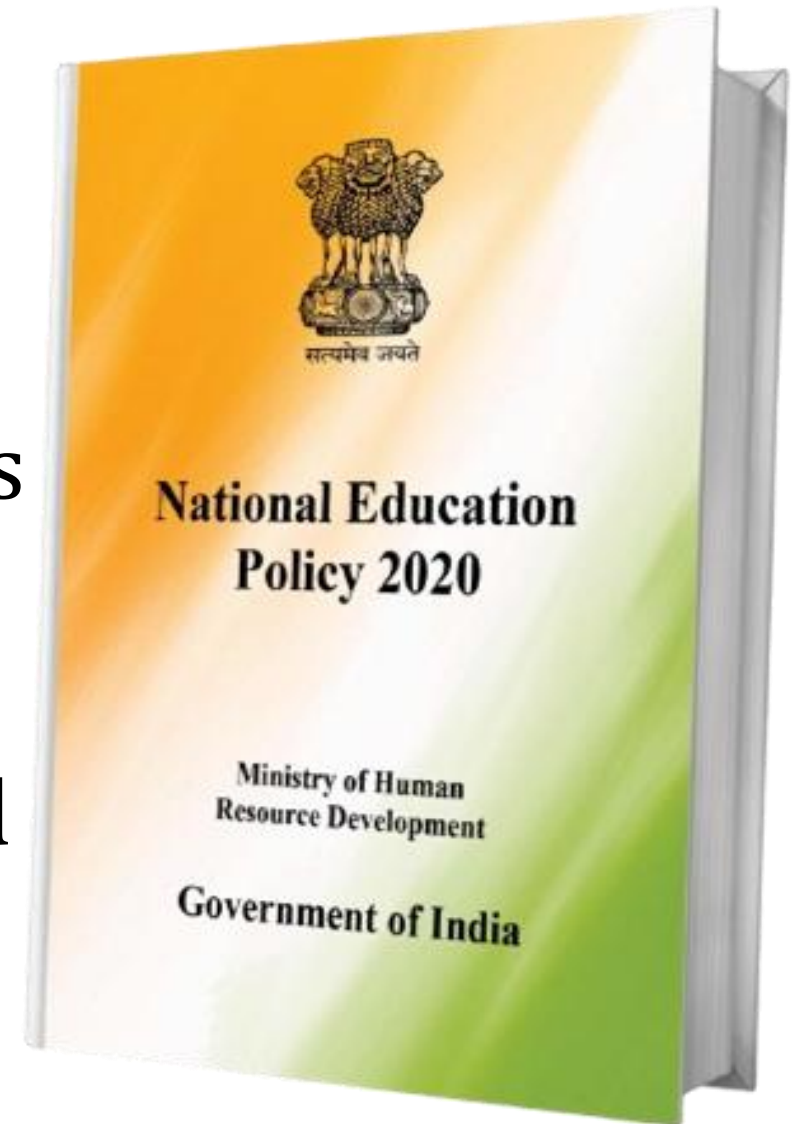 सत्यमेव जयते
s
National Education
Policy 2020
l
Ministry of Human
Resource Development
Government of India